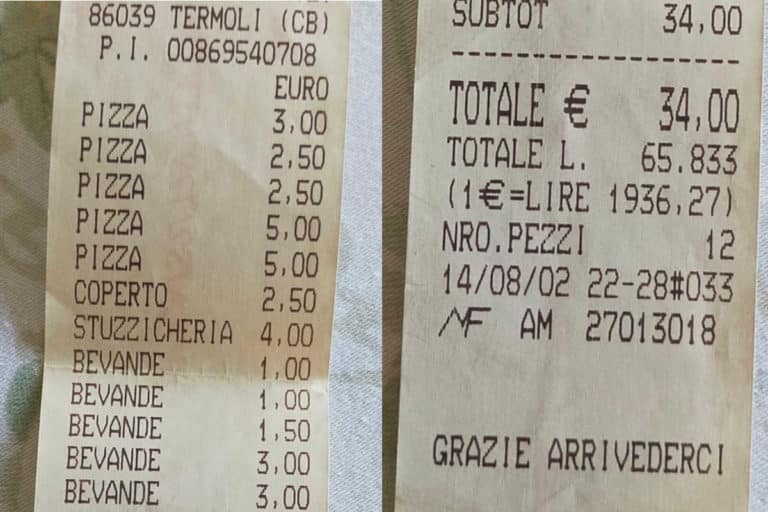 86039 TERMOLI (CB)
P.I. 00869540708
EURO
PIZZA 3,00
PIZZA 2,50
PIZZA 2,50
PIZZA 5,00
PIZZA 5,00
COPERTO 2,50
STUZZICHERIA 4,00
BEVANDE 1,00
BEVANDE 1,00
BEVANDE 1,50
BEVANDE 3,00
BEVANDE 3,00
SUBTOT 34,00
TOTALE € 34,00
TOTALE L. 65.833
(1€=LIRE 1936,27)
NRO.PEZZI 12
14/08/02 22-28#033
MF AM 27013018
GRAZIE ARRIVEDERCI